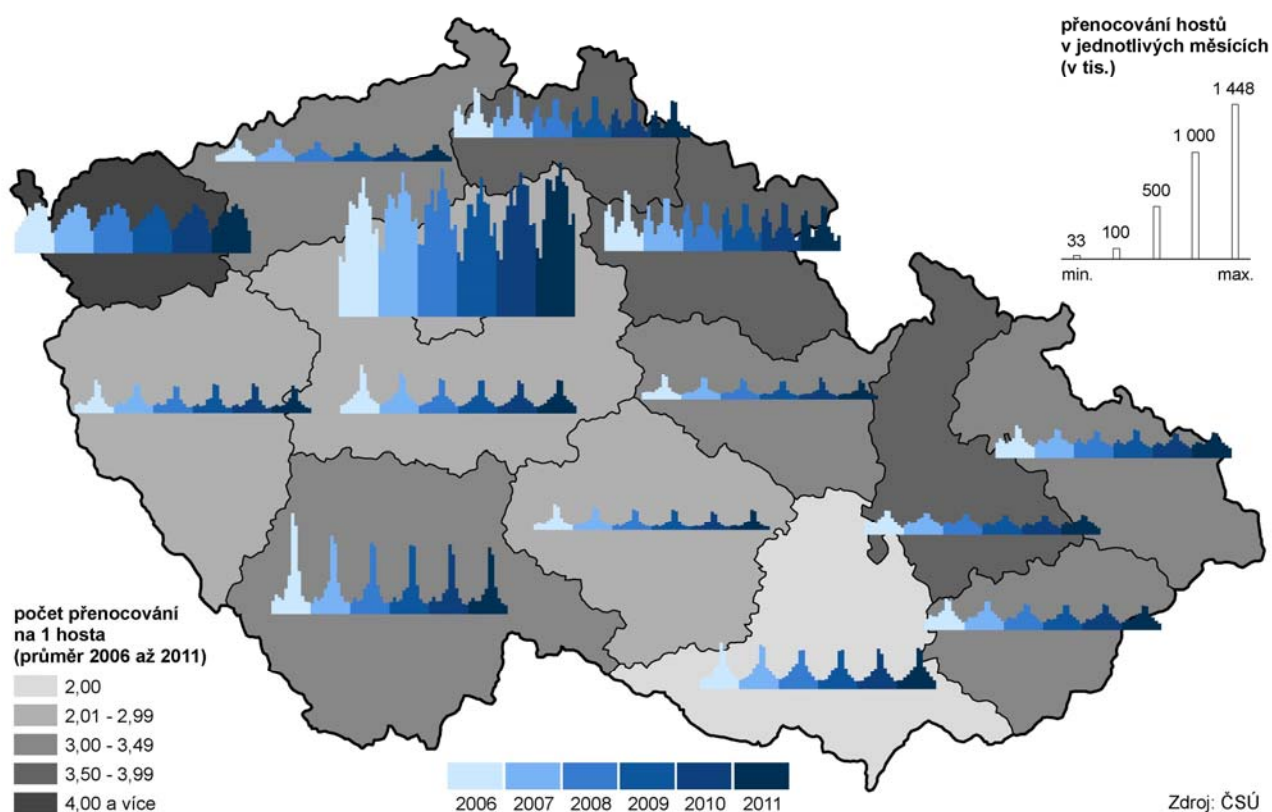 přenocování hostů
v jednotlivých měsících
(v tis.)
1 448
1 000
500
100
33
min.
max.
počet přenocování
na 1 hosta
(průměr 2006 až 2011)
2,00
2,01 - 2,99
3,00 - 3,49
3,50 - 3,99
4,00 a více
2006 2007 2008 2009 2010 2011
Zdroj: ČSÚ